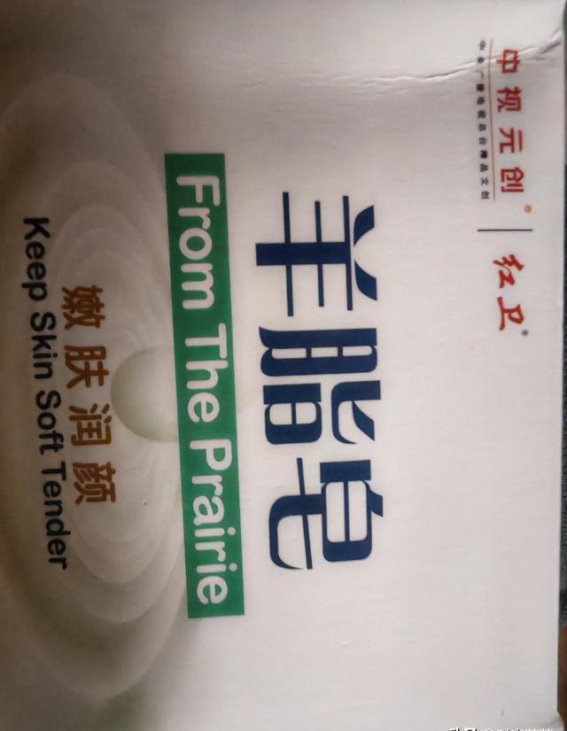 中视元创® | 红卫®
羊脂皂
From The Prairie
嫩肤润颜
Keep Skin Soft Tender